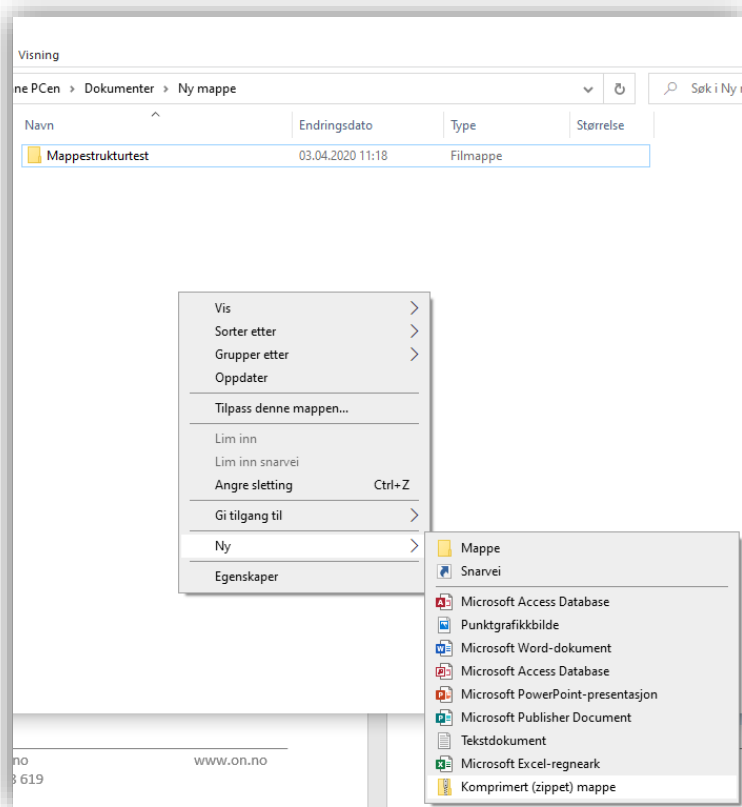 Visning
ne PCen > Dokumenter > Ny mappe
Søk i Ny
Navn Endringsdato Type Størrelse
Mappestrukturtest 03.04.2020 11:18 Filmappe
Vis
Sorter etter
Grupper etter
Oppdater
Tilpass denne mappen...
Lim inn
Lim inn snarvei
Angre sletting Ctrl+Z
Gi tilgang til
Ny
Egenskaper
Mappe
Snarvei
Microsoft Access Database
Punktgrafikkbilde
Microsoft Word-dokument
Microsoft Access Database
Microsoft PowerPoint-presentasjon
Microsoft Publisher Document
Tekstdokument
Microsoft Excel-regneark
Komprimert (zippet) mappe
no www.on.no
619